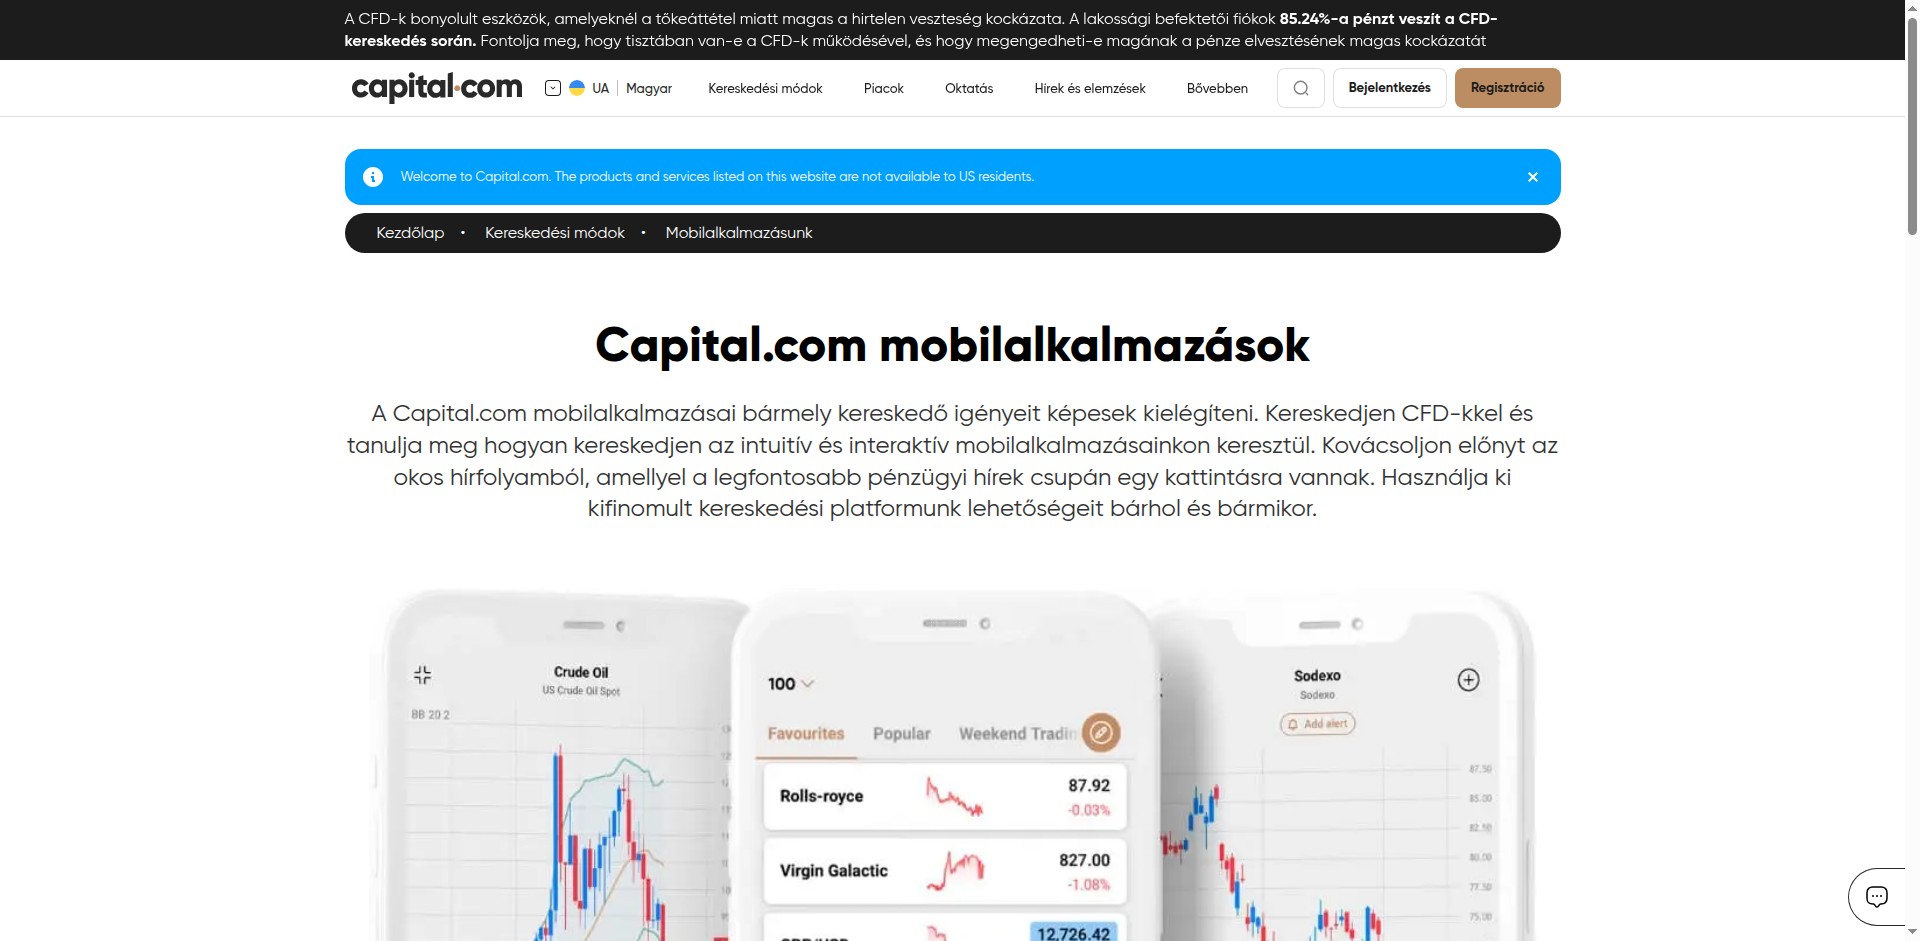 A CFD-k bonyolult eszközök, amelyeknél a tőkeáttétel miatt magas a hirtelen veszteség kockázata. A lakossági befektetői fiókok 85.24%-a pénzt veszít a CFD-
kereskedés során. Fontolja meg, hogy tisztában van-e a CFD-k működésével, és hogy megengedheti-e magának a pénze elvesztésének magas kockázatát
capital.com UA Magyar Kereskedési módok Piacok Oktatás Hírek és elemzések Bővebben Bejelentkezés Regisztráció
Welcome to Capital.com. The products and services listed on this website are not available to US residents.
Kezdőlap • Kereskedési módok • Mobilalkalmazásunk
Capital.com mobilalkalmazások
A Capital.com mobilalkalmazásai bármely kereskedő igényeit képesek kielégíteni. Kereskedjen CFD-kkel és
tanulja meg hogyan kereskedjen az intuitív és interaktív mobilalkalmazásainkon keresztül. Kovácsoljon előnyt az
okos hírfolyamból, amellyel a legfontosabb pénzügyi hírek csupán egy kattintásra vannak. Használja ki
kifinomult kereskedési platformunk lehetőségeit bárhol és bármikor.
Crude Oil
US Crude Oil Spot
BB 20 2
100
Favourites Popular Weekend Tradin
Rolls-royce 87.92
-0.03%
Virgin Galactic 827.00
-1.08%
12,726.42
Sodexo
Sodexo
Add alert
87.50
85.00
82.50
80.00
77.50
75.00